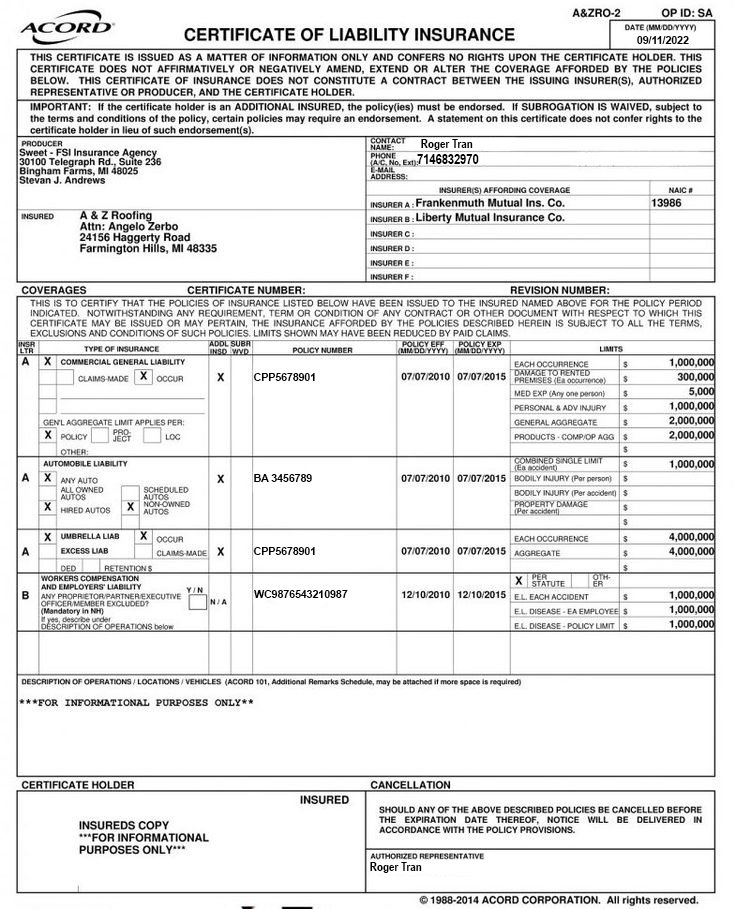 A&ZRO-2 OP ID: SA
ACORD®
CERTIFICATE OF LIABILITY INSURANCE
DATE (MM/DD/YYYY)
09/11/2022
THIS CERTIFICATE IS ISSUED AS A MATTER OF INFORMATION ONLY AND CONFERS NO RIGHTS UPON THE CERTIFICATE HOLDER. THIS
CERTIFICATE DOES NOT AFFIRMATIVELY OR NEGATIVELY AMEND, EXTEND OR ALTER THE COVERAGE AFFORDED BY THE POLICIES
BELOW. THIS CERTIFICATE OF INSURANCE DOES NOT CONSTITUTE A CONTRACT BETWEEN THE ISSUING INSURER(S), AUTHORIZED
REPRESENTATIVE OR PRODUCER, AND THE CERTIFICATE HOLDER.
IMPORTANT: If the certificate holder is an ADDITIONAL INSURED, the policy(ies) must be endorsed. If SUBROGATION IS WAIVED, subject to
the terms and conditions of the policy, certain policies may require an endorsement. A statement on this certificate does not confer rights to the
certificate holder in lieu of such endorsement(s).
PRODUCER
Sweet - FSI Insurance Agency
30100 Telegraph Rd., Suite 236
Bingham Farms, MI 48025
Stevan J. Andrews
CONTACT NAME: Roger Tran
PHONE (A/C, No, Ext): 7146832970
E-MAIL ADDRESS:
INSURER(S) AFFORDING COVERAGE NAIC #
INSURER A : Frankenmuth Mutual Ins. Co. 13986
INSURED
A & Z Roofing
Attn: Angelo Zerbo
24156 Haggerty Road
Farmington Hills, MI 48335
INSURER B : Liberty Mutual Insurance Co.
INSURER C :
INSURER D :
INSURER E :
INSURER F :
COVERAGES CERTIFICATE NUMBER: REVISION NUMBER:
THIS IS TO CERTIFY THAT THE POLICIES OF INSURANCE LISTED BELOW HAVE BEEN ISSUED TO THE INSURED NAMED ABOVE FOR THE POLICY PERIOD
INDICATED. NOTWITHSTANDING ANY REQUIREMENT, TERM OR CONDITION OF ANY CONTRACT OR OTHER DOCUMENT WITH RESPECT TO WHICH THIS
CERTIFICATE MAY BE ISSUED OR MAY PERTAIN, THE INSURANCE AFFORDED BY THE POLICIES DESCRIBED HEREIN IS SUBJECT TO ALL THE TERMS,
EXCLUSIONS AND CONDITIONS OF SUCH POLICIES. LIMITS SHOWN MAY HAVE BEEN REDUCED BY PAID CLAIMS.
INSR LTR TYPE OF INSURANCE ADDL INSD SUBR WVD POLICY NUMBER POLICY EFF (MM/DD/YYYY) POLICY EXP (MM/DD/YYYY) LIMITS
A X COMMERCIAL GENERAL LIABILITY
CLAIMS-MADE X OCCUR X CPP5678901 07/07/2010 07/07/2015
GEN'L AGGREGATE LIMIT APPLIES PER:
X POLICY PRO-JECT LOC
OTHER:
EACH OCCURRENCE $ 1,000,000
DAMAGE TO RENTED PREMISES (Ea occurrence) $ 300,000
MED EXP (Any one person) $ 5,000
PERSONAL & ADV INJURY $ 1,000,000
GENERAL AGGREGATE $ 2,000,000
PRODUCTS - COMP/OP AGG $ 2,000,000
$
AUTOMOBILE LIABILITY
A X ANY AUTO X BA 3456789 07/07/2010 07/07/2015
ALL OWNED AUTOS SCHEDULED AUTOS
X HIRED AUTOS X NON-OWNED AUTOS
COMBINED SINGLE LIMIT (Ea accident) $ 1,000,000
BODILY INJURY (Per person) $
BODILY INJURY (Per accident) $
PROPERTY DAMAGE (Per accident) $
$
X UMBRELLA LIAB X OCCUR
A EXCESS LIAB CLAIMS-MADE X CPP5678901 07/07/2010 07/07/2015
DED RETENTION $
EACH OCCURRENCE $ 4,000,000
AGGREGATE $ 4,000,000
$
WORKERS COMPENSATION
AND EMPLOYERS' LIABILITY Y / N
B ANY PROPRIETOR/PARTNER/EXECUTIVE
OFFICER/MEMBER EXCLUDED? N / A WC9876543210987 12/10/2010 12/10/2015
(Mandatory in NH)
If yes, describe under
DESCRIPTION OF OPERATIONS below
X PER STATUTE OTH-ER
E.L. EACH ACCIDENT $ 1,000,000
E.L. DISEASE - EA EMPLOYEE $ 1,000,000
E.L. DISEASE - POLICY LIMIT $ 1,000,000
DESCRIPTION OF OPERATIONS / LOCATIONS / VEHICLES (ACORD 101, Additional Remarks Schedule, may be attached if more space is required)
***FOR INFORMATIONAL PURPOSES ONLY**
CERTIFICATE HOLDER
INSURED
INSUREDS COPY
***FOR INFORMATIONAL
PURPOSES ONLY***
CANCELLATION
SHOULD ANY OF THE ABOVE DESCRIBED POLICIES BE CANCELLED BEFORE
THE EXPIRATION DATE THEREOF, NOTICE WILL BE DELIVERED IN
ACCORDANCE WITH THE POLICY PROVISIONS.
AUTHORIZED REPRESENTATIVE
Roger Tran
© 1988-2014 ACORD CORPORATION. All rights reserved.